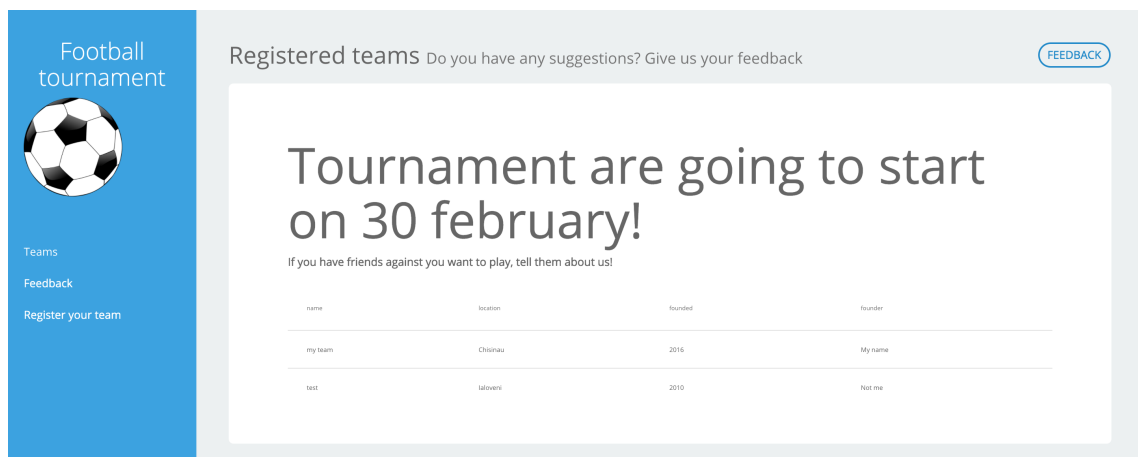 Football
tournament
Teams
Feedback
Register your team
Registered teams Do you have any suggestions? Give us your feedback
FEEDBACK
Tournament are going to start
on 30 february!
If you have friends against you want to play, tell them about us!
name location founded founder
my team Chisinau 2016 My name
test Ialoveni 2010 Not me